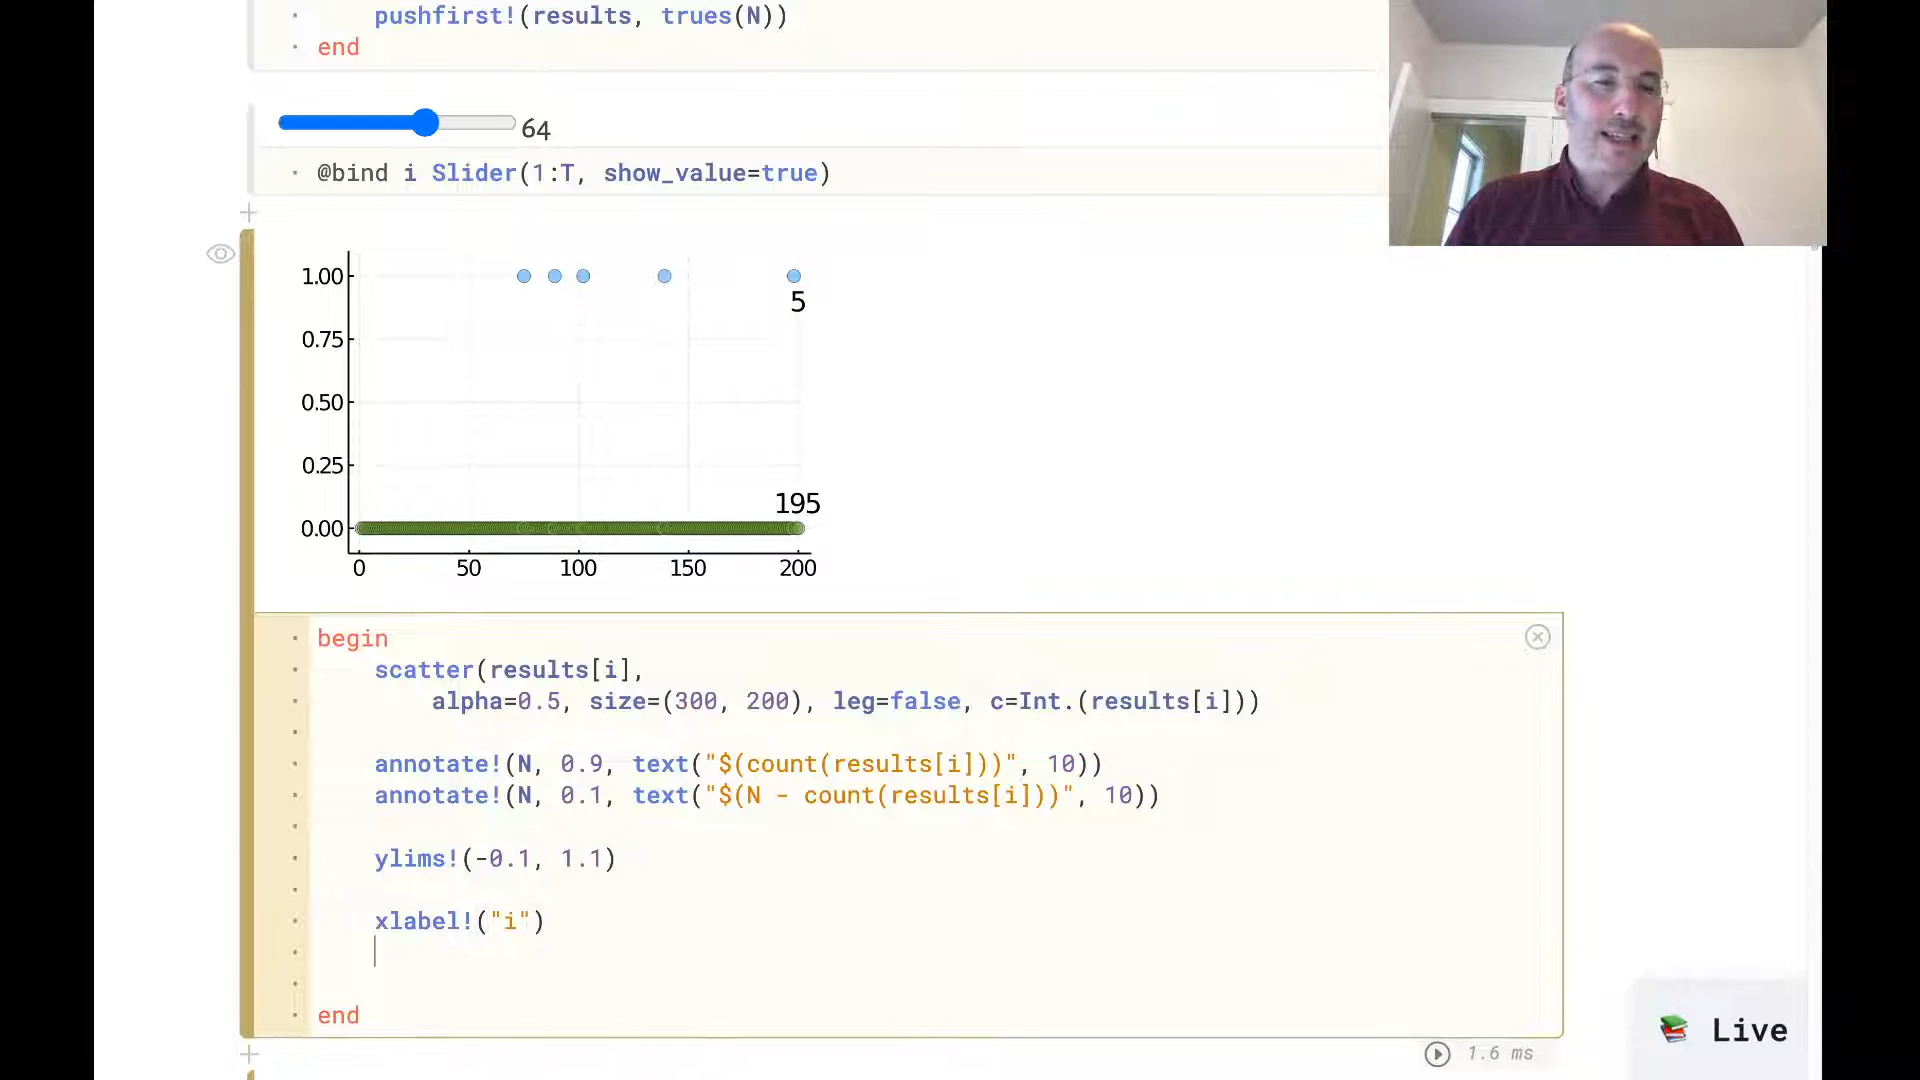 pushfirst!(results, trues(N))
end
64
@bind i Slider(1:T, show_value=true)
1.00
5
0.75
0.50
0.25
195
0.00
0 50 100 150 200
begin
scatter(results[i],
alpha=0.5, size=(300, 200), leg=false, c=Int.(results[i]))
annotate!(N, 0.9, text("$(count(results[i]))", 10))
annotate!(N, 0.1, text("$(N - count(results[i]))", 10))
ylims!(-0.1, 1.1)
xlabel!("i")
end
1.6 ms
Live